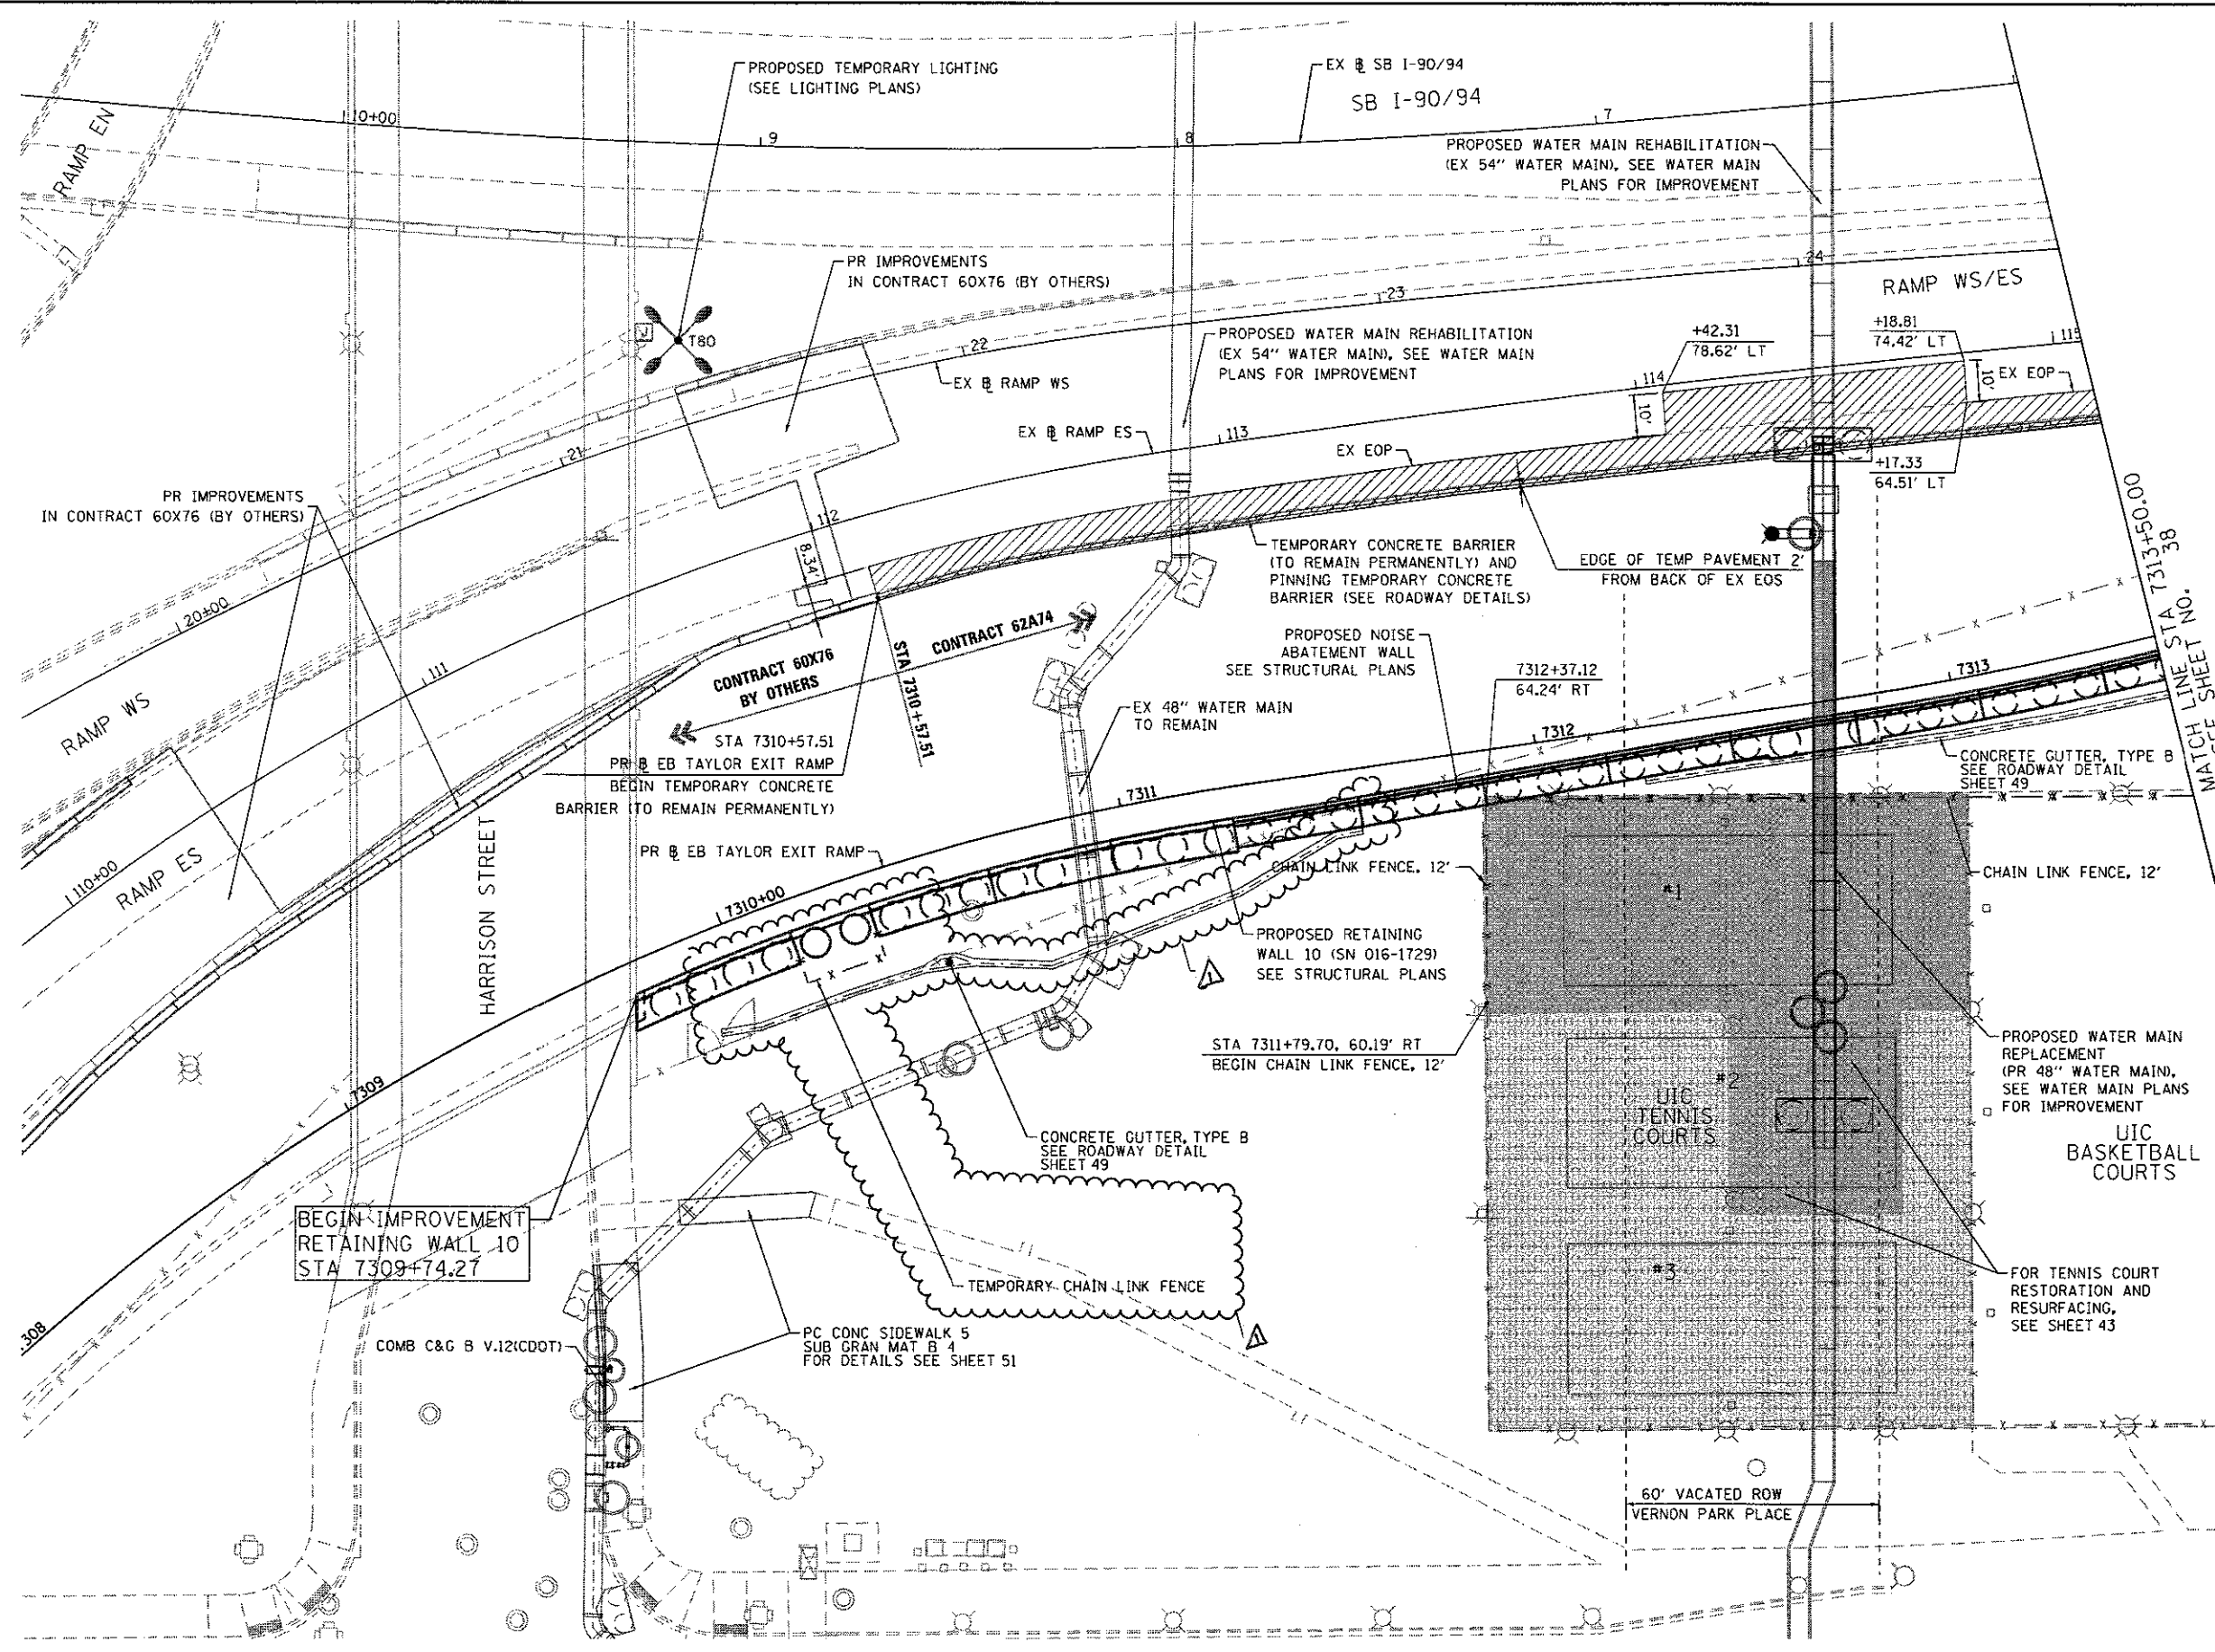 PROPOSED TEMPORARY LIGHTING
(SEE LIGHTING PLANS)
EX ⅊ SB I-90/94
SB I-90/94
RAMP EN
10+00
9
8
7
PROPOSED WATER MAIN REHABILITATION
(EX 54" WATER MAIN), SEE WATER MAIN
PLANS FOR IMPROVEMENT
PR IMPROVEMENTS
IN CONTRACT 60X76 (BY OTHERS)
T80
24
23
22
21
20+00
RAMP WS/ES
PROPOSED WATER MAIN REHABILITATION
(EX 54" WATER MAIN), SEE WATER MAIN
PLANS FOR IMPROVEMENT
+42.31
78.62' LT
+18.81
74.42' LT
115
114
113
112
111
110+00
10'
10'
EX EOP
EX ⅊ RAMP WS
EX ⅊ RAMP ES
EX EOP
+17.33
64.51' LT
PR IMPROVEMENTS
IN CONTRACT 60X76 (BY OTHERS)
8.34'
TEMPORARY CONCRETE BARRIER
(TO REMAIN PERMANENTLY) AND
PINNING TEMPORARY CONCRETE
BARRIER (SEE ROADWAY DETAILS)
EDGE OF TEMP PAVEMENT 2'
FROM BACK OF EX EOS
MATCH LINE STA 7313+50.00
SEE SHEET NO. 38
CONTRACT 62A74
CONTRACT 60X76
BY OTHERS
STA 7310+57.51
PROPOSED NOISE
ABATEMENT WALL
SEE STRUCTURAL PLANS
7312+37.12
64.24' RT
7313
7312
7311
7310+00
7309
308
RAMP WS
RAMP ES
EX 48" WATER MAIN
TO REMAIN
STA 7310+57.51
PR ⅊ EB TAYLOR EXIT RAMP
BEGIN TEMPORARY CONCRETE
BARRIER (TO REMAIN PERMANENTLY)
CONCRETE GUTTER, TYPE B
SEE ROADWAY DETAIL
SHEET 49
PR ⅊ EB TAYLOR EXIT RAMP
HARRISON STREET
CHAIN LINK FENCE, 12'
CHAIN LINK FENCE, 12'
#1
PROPOSED RETAINING
WALL 10 (SN 016-1729)
SEE STRUCTURAL PLANS
1
STA 7311+79.70, 60.19' RT
BEGIN CHAIN LINK FENCE, 12'
PROPOSED WATER MAIN
REPLACEMENT
(PR 48" WATER MAIN),
SEE WATER MAIN PLANS
FOR IMPROVEMENT
#2
UIC
TENNIS
COURTS
UIC
BASKETBALL
COURTS
CONCRETE GUTTER, TYPE B
SEE ROADWAY DETAIL
SHEET 49
BEGIN IMPROVEMENT
RETAINING WALL 10
STA 7309+74.27
TEMPORARY CHAIN LINK FENCE
#3
FOR TENNIS COURT
RESTORATION AND
RESURFACING,
SEE SHEET 43
COMB C&G B V.12(CDOT)
PC CONC SIDEWALK 5
SUB GRAN MAT B 4
FOR DETAILS SEE SHEET 51
1
60' VACATED ROW
VERNON PARK PLACE